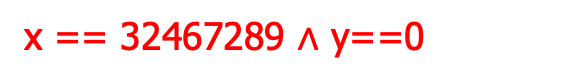 x == 32467289 ∧ y==0